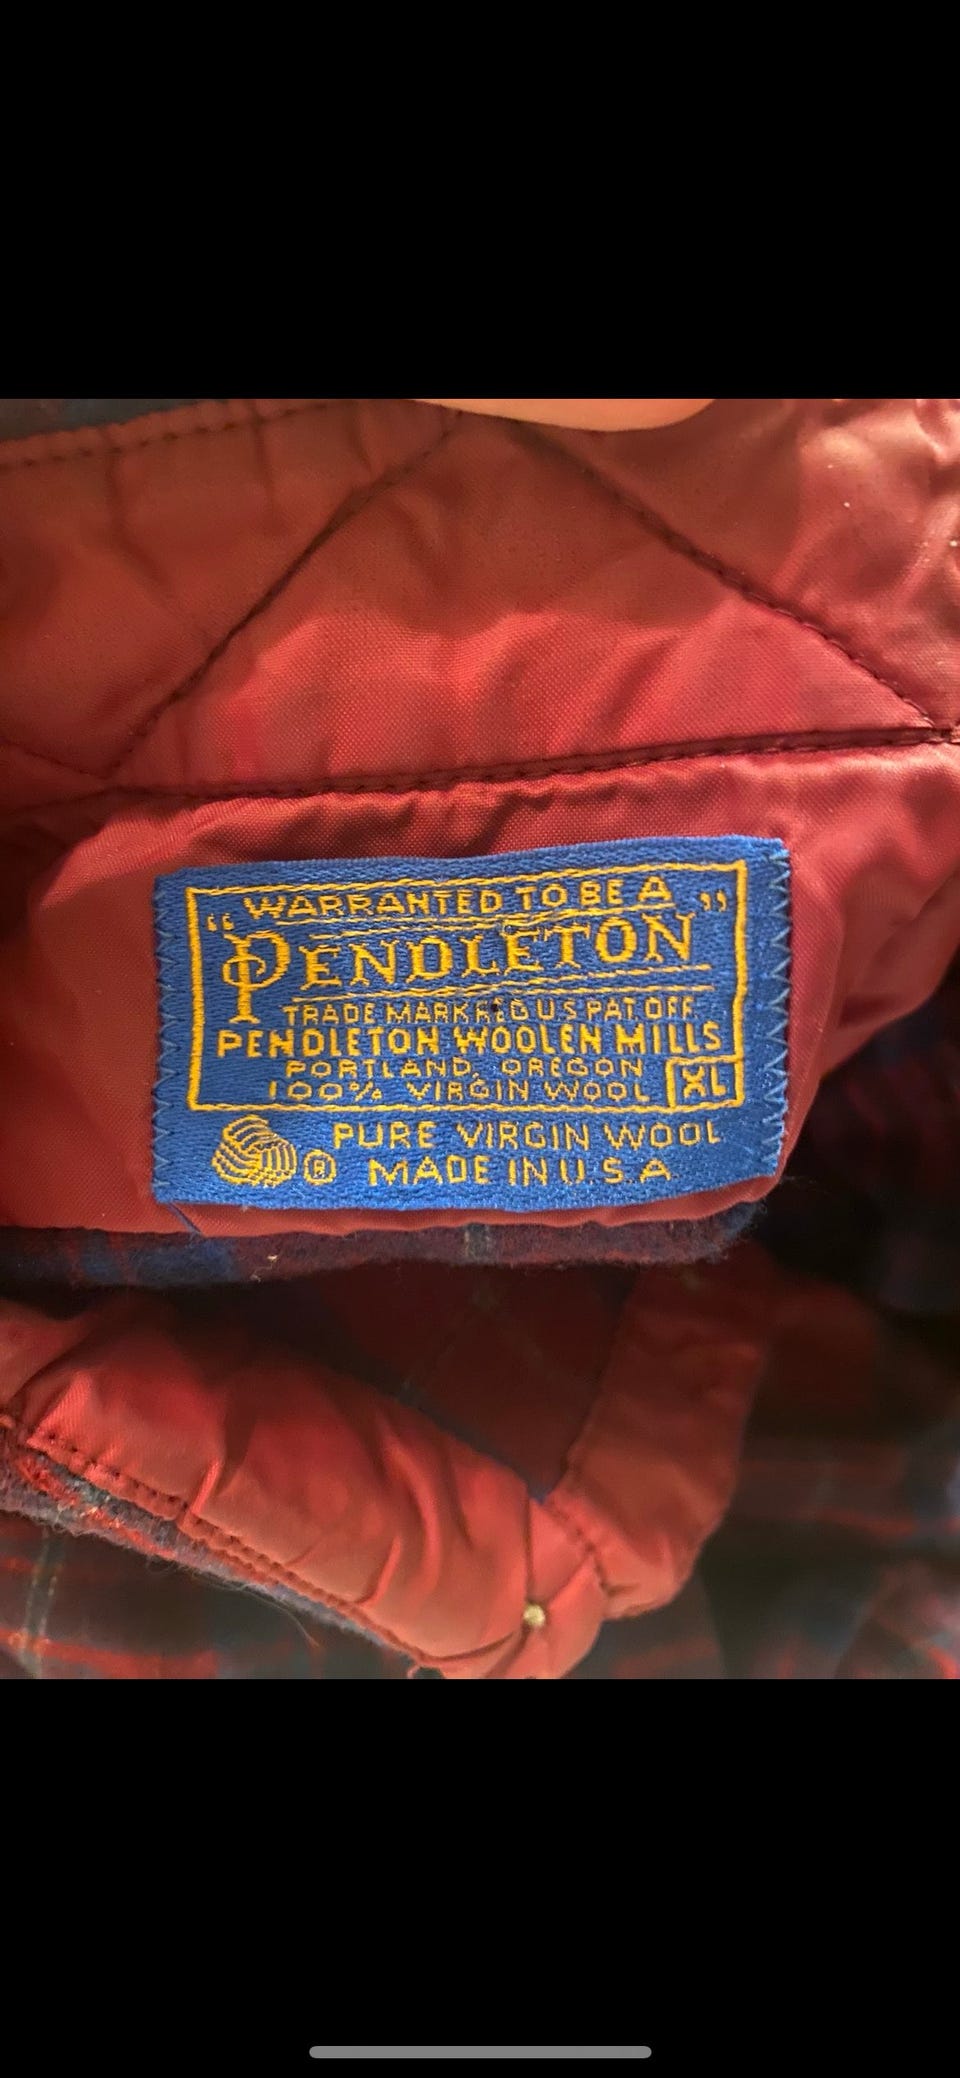 WARRANTED TO BE A
"PENDLETON"
TRADE MARK REG U S PAT. OFF.
PENDLETON WOOLEN MILLS
PORTLAND, OREGON
100% VIRGIN WOOL XL
® PURE VIRGIN WOOL
MADE IN U.S.A